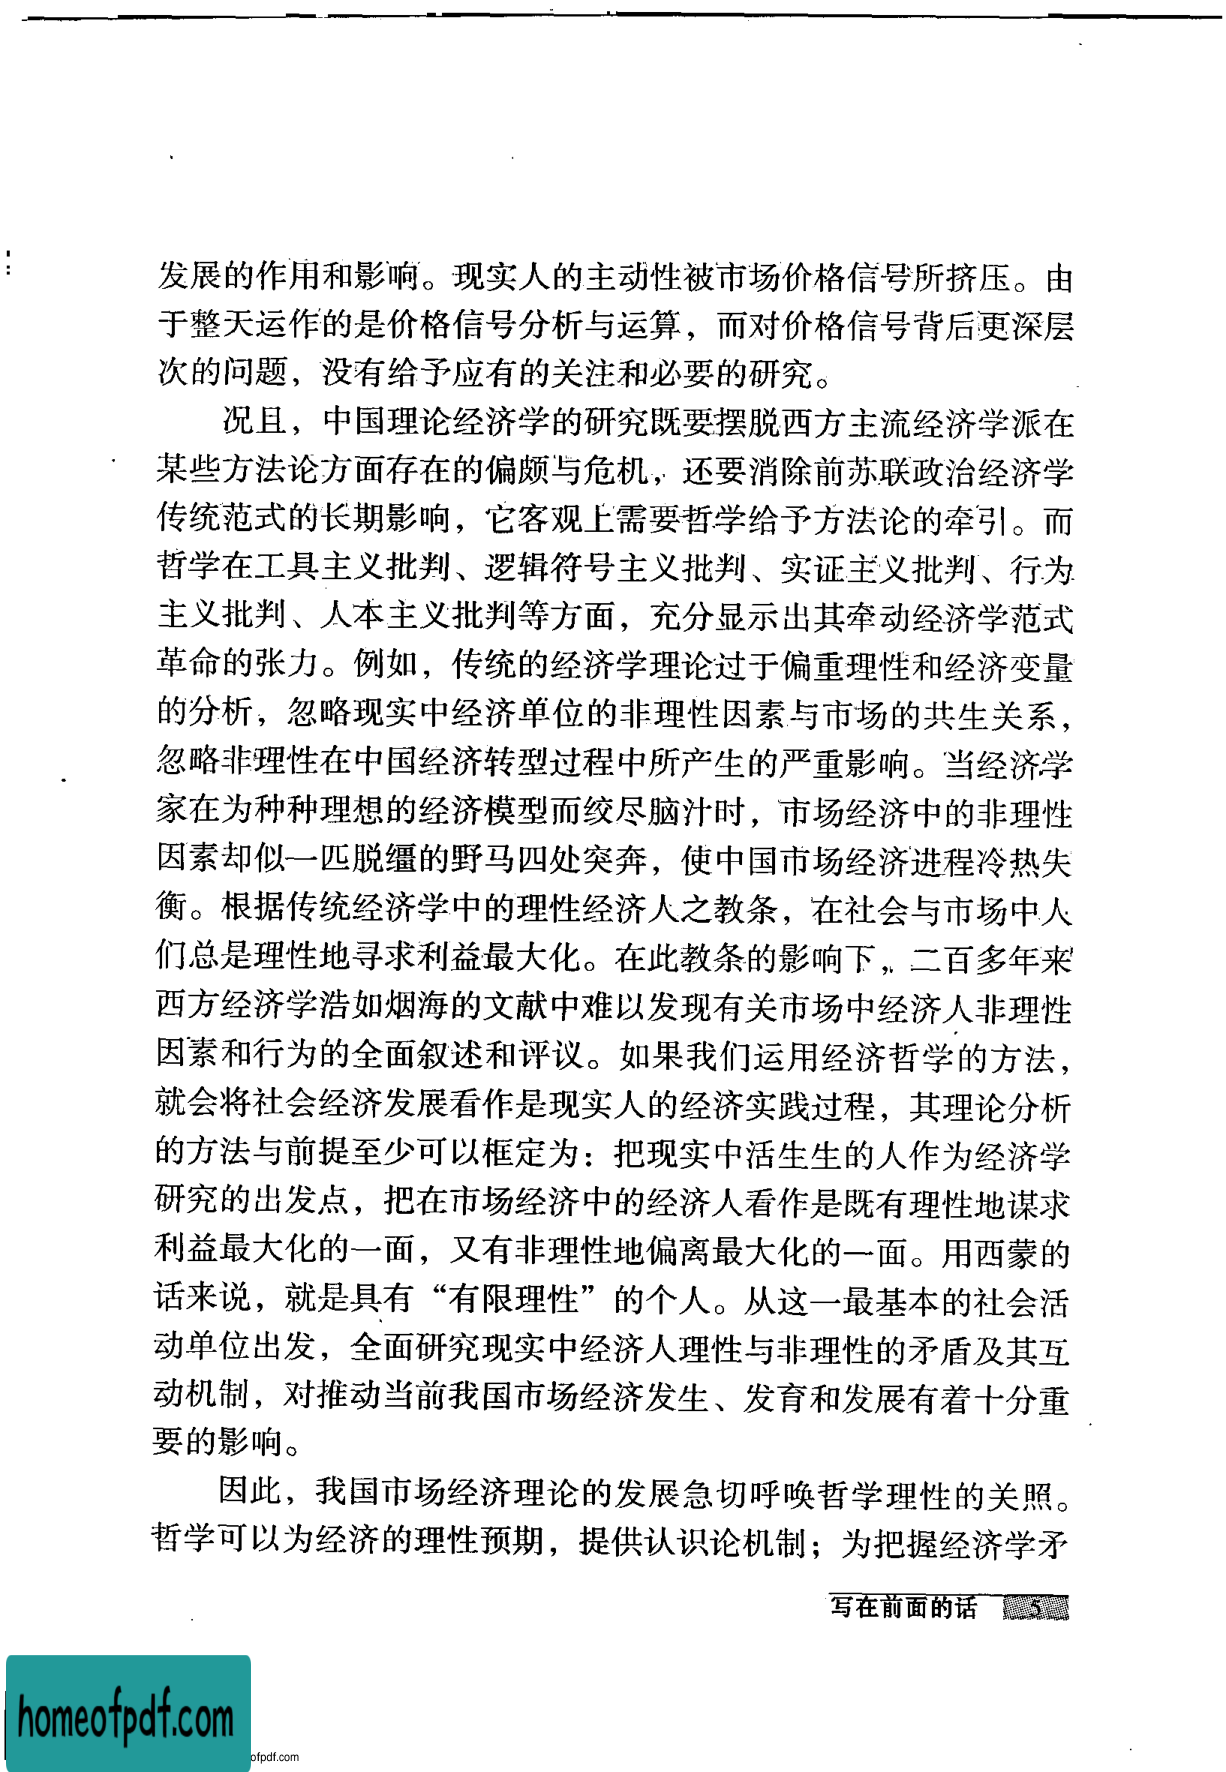 发展的作用和影响。现实人的主动性被市场价格信号所挤压。由
于整天运作的是价格信号分析与运算，而对价格信号背后更深层
次的问题，没有给予应有的关注和必要的研究。
况且，中国理论经济学的研究既要摆脱西方主流经济学派在
某些方法论方面存在的偏颇与危机，还要消除前苏联政治经济学
传统范式的长期影响，它客观上需要哲学给予方法论的牵引。而
哲学在工具主义批判、逻辑符号主义批判、实证主义批判、行为
主义批判、人本主义批判等方面，充分显示出其牵动经济学范式
革命的张力。例如，传统的经济学理论过于偏重理性和经济变量
的分析，忽略现实中经济单位的非理性因素与市场的共生关系，
忽略非理性在中国经济转型过程中所产生的严重影响。当经济学
家在为种种理想的经济模型而绞尽脑汁时，市场经济中的非理性
因素却似一匹脱缰的野马四处突奔，使中国市场经济进程冷热失
衡。根据传统经济学中的理性经济人之教条，在社会与市场中人
们总是理性地寻求利益最大化。在此教条的影响下，二百多年来
西方经济学浩如烟海的文献中难以发现有关市场中经济人非理性
因素和行为的全面叙述和评议。如果我们运用经济哲学的方法，
就会将社会经济发展看作是现实人的经济实践过程，其理论分析
的方法与前提至少可以框定为：把现实中活生生的人作为经济学
研究的出发点，把在市场经济中的经济人看作是既有理性地谋求
利益最大化的一面，又有非理性地偏离最大化的一面。用西蒙的
话来说，就是具有“有限理性”的个人。从这一最基本的社会活
动单位出发，全面研究现实中经济人理性与非理性的矛盾及其互
动机制，对推动当前我国市场经济发生、发育和发展有着十分重
要的影响。
因此，我国市场经济理论的发展急切呼唤哲学理性的关照。
哲学可以为经济的理性预期，提供认识论机制；为把握经济学矛
写在前面的话 5
homeofpdf.com
ofpdf.com